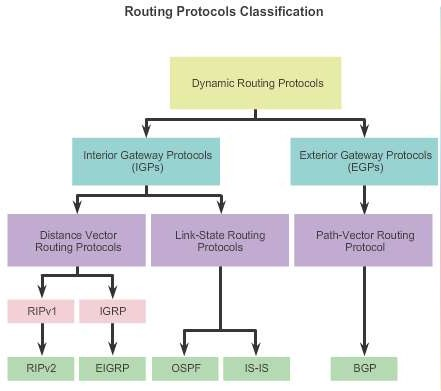 Routing Protocols Classification
Dynamic Routing Protocols
Interior Gateway Protocols
(IGPs)
Exterior Gateway Protocols
(EGPs)
Distance Vector
Routing Protocols
Link-State Routing
Protocols
Path-Vector Routing
Protocol
RIPv1
IGRP
RIPv2
EIGRP
OSPF
IS-IS
BGP